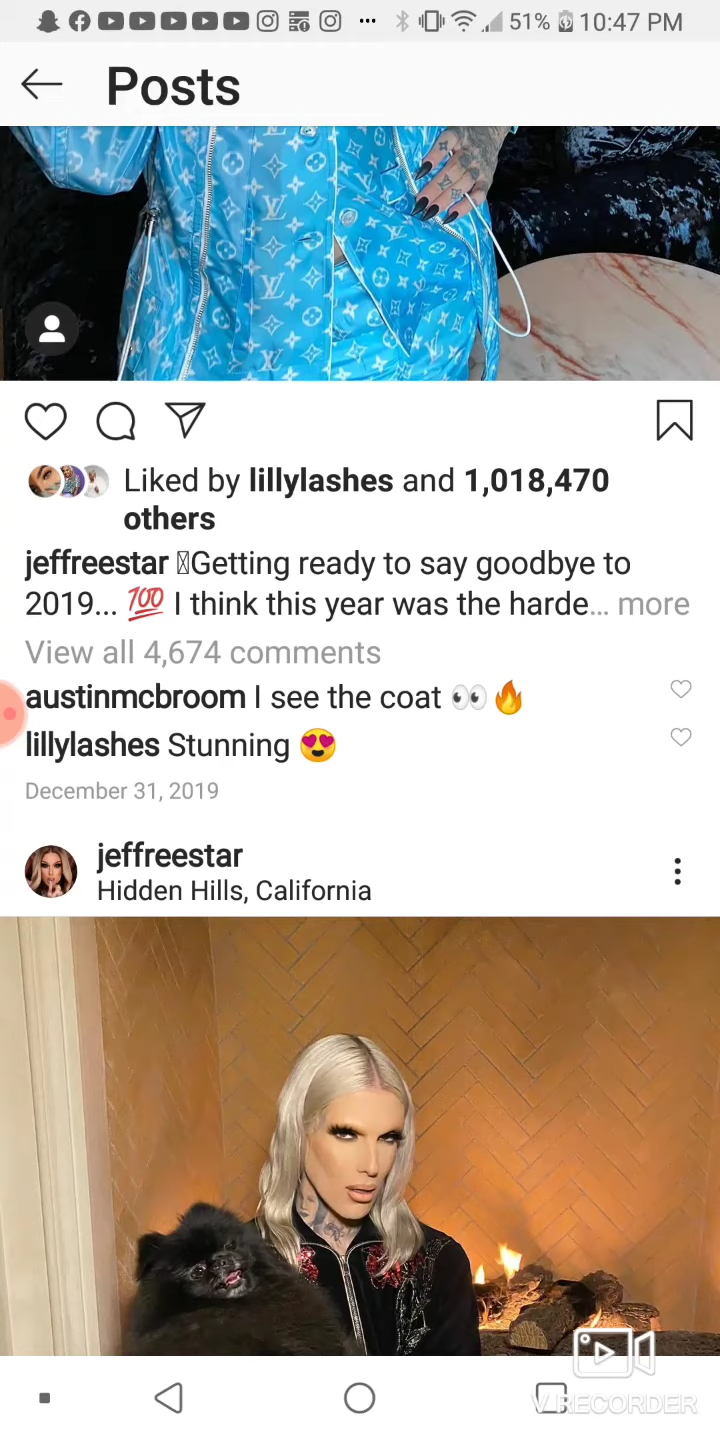 51% 10:47 PM
Posts
Liked by lillylashes and 1,018,470
others
jeffreestar Getting ready to say goodbye to
2019... 💯 I think this year was the harde... more
View all 4,674 comments
austinmcbroom I see the coat 👀🔥
lillylashes Stunning 😍
December 31, 2019
jeffreestar
Hidden Hills, California
V RECORDER